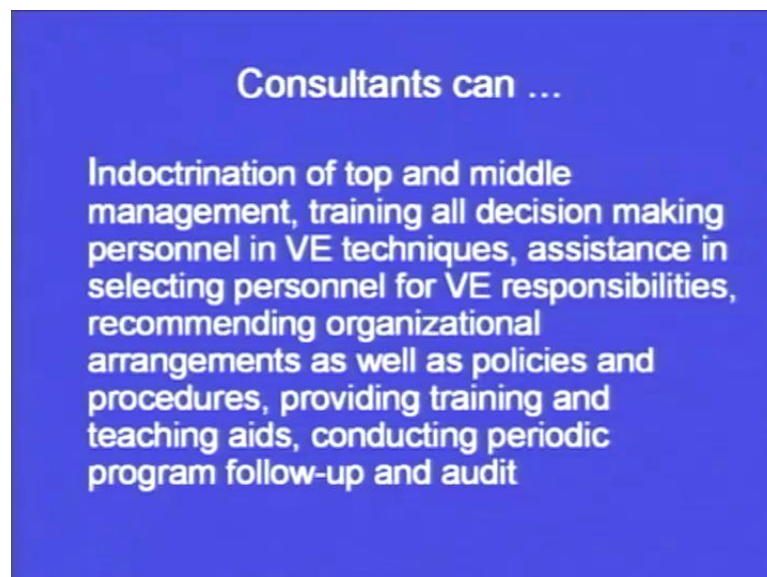 Consultants can ...
Indoctrination of top and middle
management, training all decision making
personnel in VE techniques, assistance in
selecting personnel for VE responsibilities,
recommending organizational
arrangements as well as policies and
procedures, providing training and
teaching aids, conducting periodic
program follow-up and audit